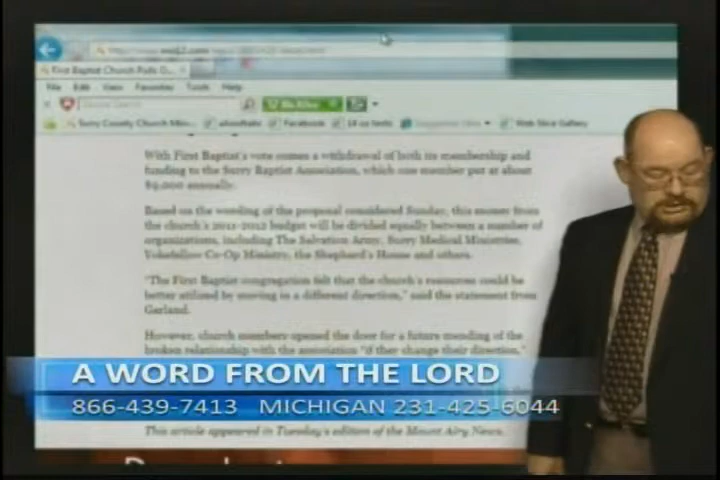 First Baptist Church Pulls D...
File Edit View Favorites Tools Help
McAfee
Surry County Church Min... Facebook Web Slice Gallery
With First Baptist's vote comes a withdrawal of both its membership and
funding to the Surry Baptist Association, which one member put at about
$9,000 annually.
Based on the wording of the proposal considered Sunday, this money from
the church's 2011-2012 budget will be divided equally between a number of
organizations, including The Salvation Army, Surry Medical Ministries,
Yokefellow Co-Op Ministry, the Shepherd's House and others.
"The First Baptist congregation felt that the church's resources could be
better utilized by moving in a different direction," said the statement from
Garland.
However, church members opened the door for a future mending of the
broken relationship with the association "if they change their direction,"
A WORD FROM THE LORD
866-439-7413 MICHIGAN 231-425-6044
This article appeared in Tuesday's edition of the Mount Airy News.